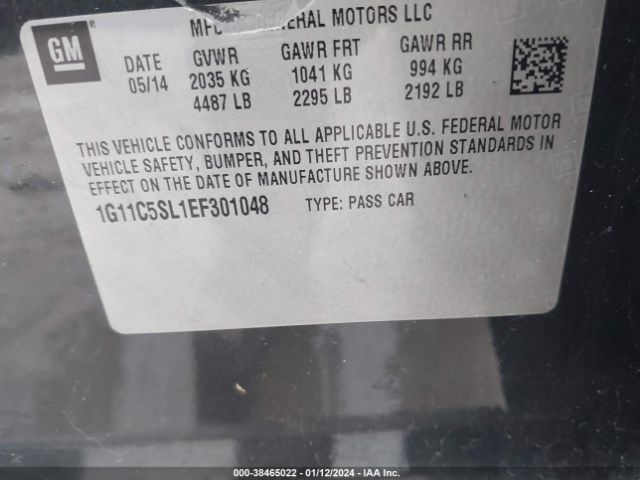 GM
GENERAL MOTORS LLC
DATE GVWR GAWR FRT GAWR RR
05/14 2035 KG 1041 KG 994 KG
4487 LB 2295 LB 2192 LB
THIS VEHICLE CONFORMS TO ALL APPLICABLE U.S. FEDERAL MOTOR
VEHICLE SAFETY, BUMPER, AND THEFT PREVENTION STANDARDS IN
EFFECT ON THE DATE OF MANUFACTURE SHOWN ABOVE.
1G11C5SL1EF301048 TYPE: PASS CAR
000-38465022 - 01/12/2024 - IAA Inc.